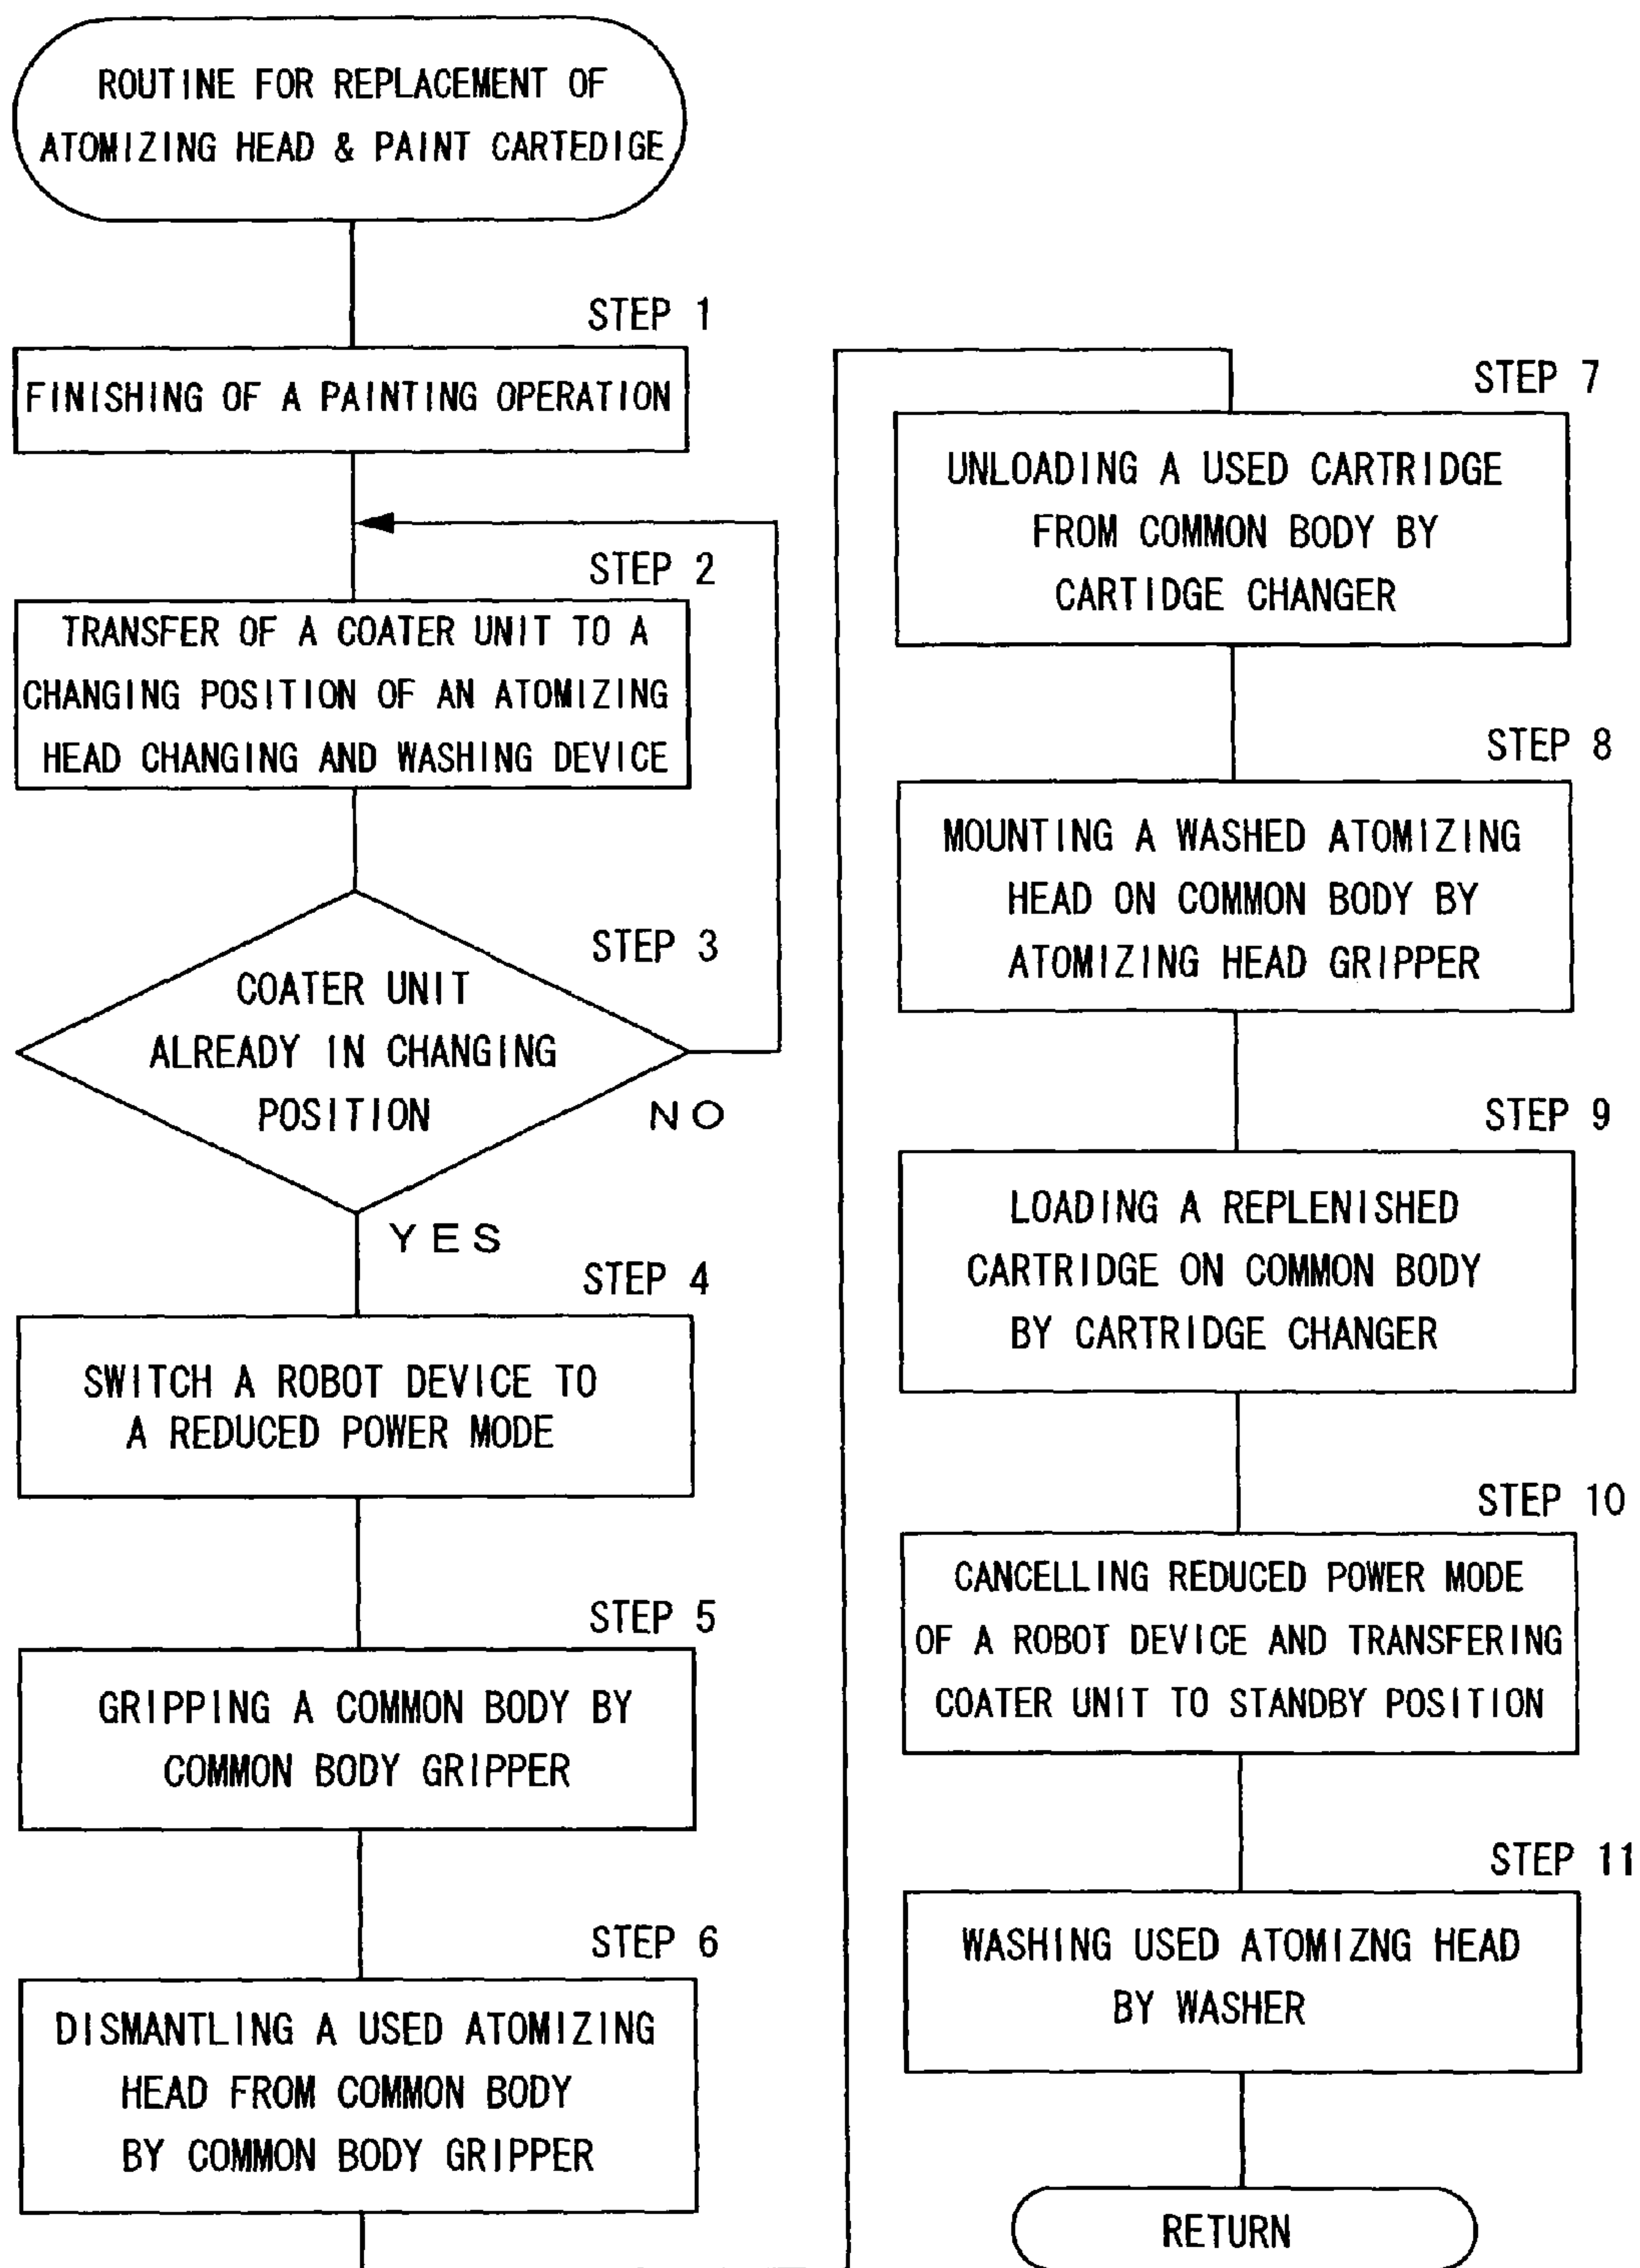 ROUTINE FOR REPLACEMENT OF
ATOMIZING HEAD & PAINT CARTEDIGE
STEP 1
FINISHING OF A PAINTING OPERATION
STEP 2
TRANSFER OF A COATER UNIT TO A
CHANGING POSITION OF AN ATOMIZING
HEAD CHANGING AND WASHING DEVICE
STEP 3
COATER UNIT
ALREADY IN CHANGING
POSITION
NO
YES
STEP 4
SWITCH A ROBOT DEVICE TO
A REDUCED POWER MODE
STEP 5
GRIPPING A COMMON BODY BY
COMMON BODY GRIPPER
STEP 6
DISMANTLING A USED ATOMIZING
HEAD FROM COMMON BODY
BY COMMON BODY GRIPPER
STEP 7
UNLOADING A USED CARTRIDGE
FROM COMMON BODY BY
CARTIDGE CHANGER
STEP 8
MOUNTING A WASHED ATOMIZING
HEAD ON COMMON BODY BY
ATOMIZING HEAD GRIPPER
STEP 9
LOADING A REPLENISHED
CARTRIDGE ON COMMON BODY
BY CARTRIDGE CHANGER
STEP 10
CANCELLING REDUCED POWER MODE
OF A ROBOT DEVICE AND TRANSFERING
COATER UNIT TO STANDBY POSITION
STEP 11
WASHING USED ATOMIZNG HEAD
BY WASHER
RETURN